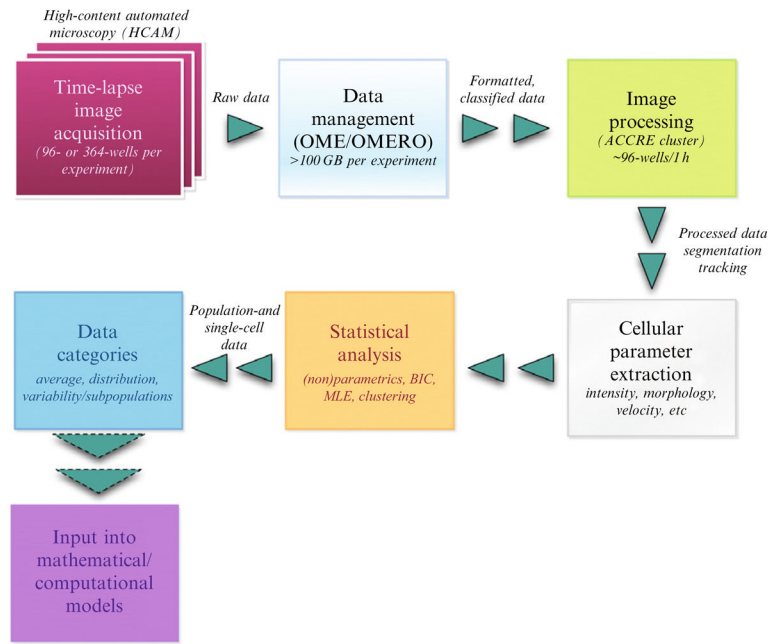 High-content automated
microscopy (HCAM)
Time-lapse
image
acquisition
(96- or 364-wells per
experiment)
Raw data
Data
management
(OME/OMERO)
>100 GB per experiment
Formatted,
classified data
Image
processing
(ACCRE cluster)
~96-wells/1 h
Processed data
segmentation
tracking
Cellular
parameter
extraction
intensity, morphology,
velocity, etc
Statistical
analysis
(non)parametrics, BIC,
MLE, clustering
Population-and
single-cell
data
Data
categories
average, distribution,
variability/subpopulations
Input into
mathematical/
computational
models